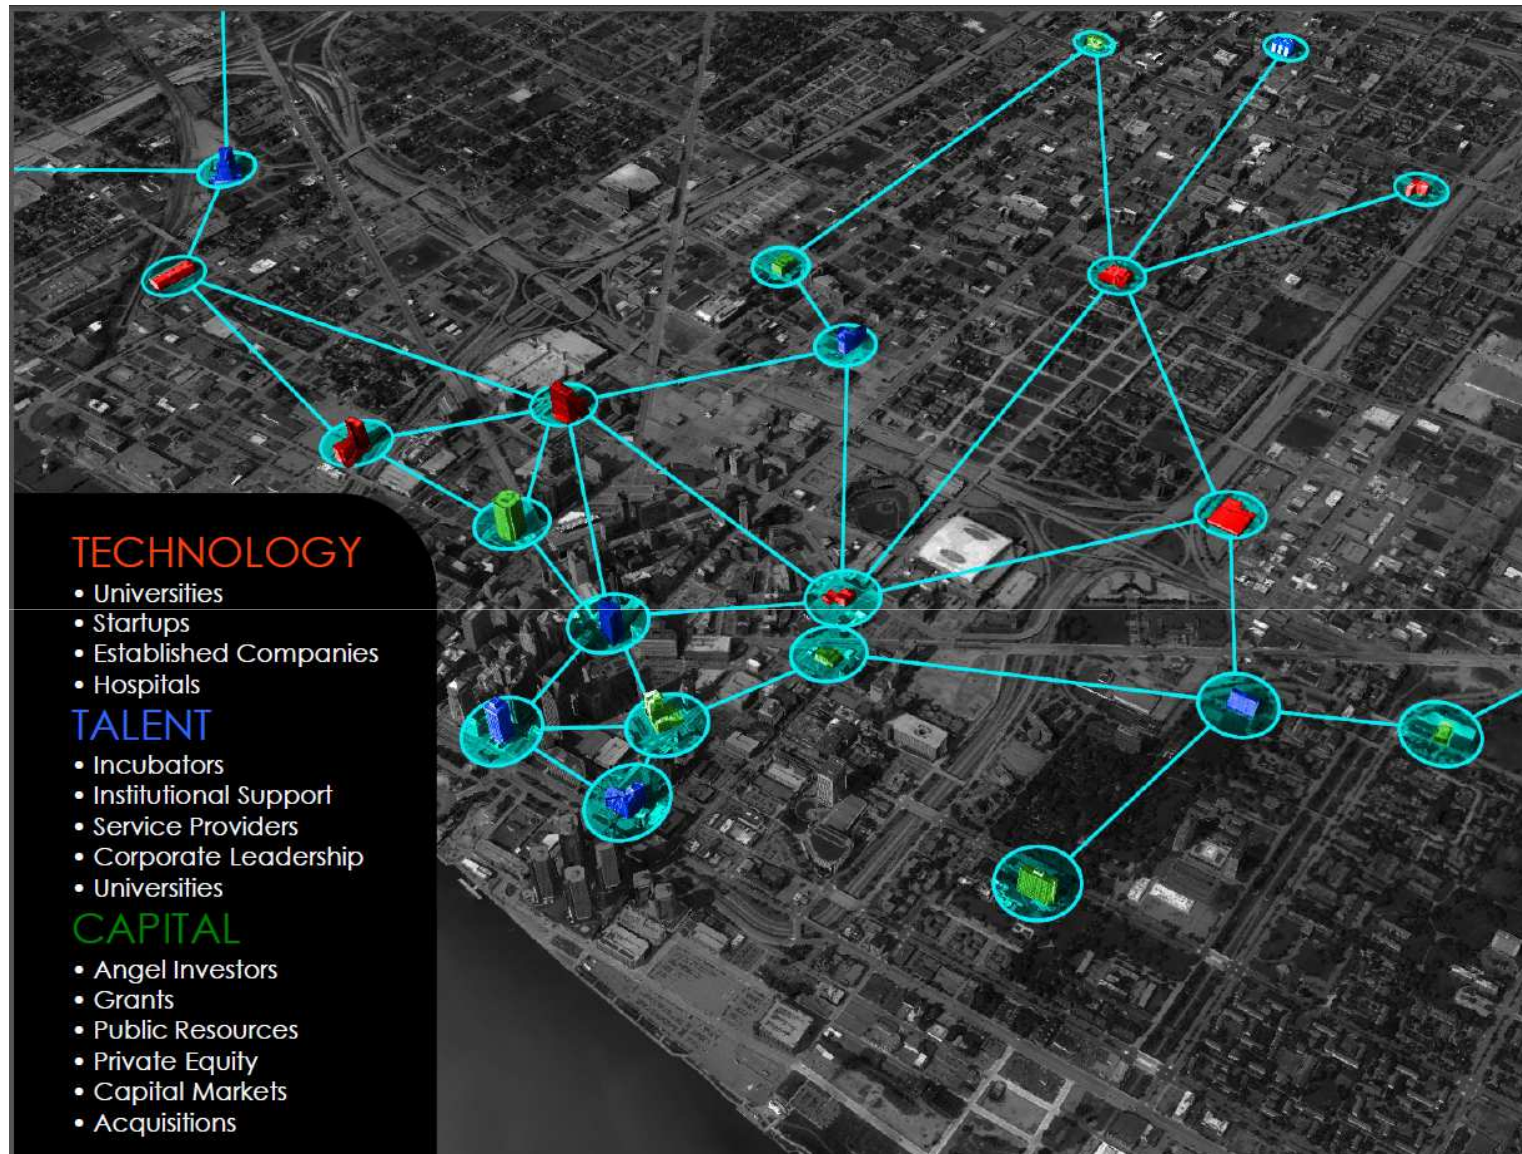 TECHNOLOGY
• Universities
• Startups
• Established Companies
• Hospitals
TALENT
• Incubators
• Institutional Support
• Service Providers
• Corporate Leadership
• Universities
CAPITAL
• Angel Investors
• Grants
• Public Resources
• Private Equity
• Capital Markets
• Acquisitions